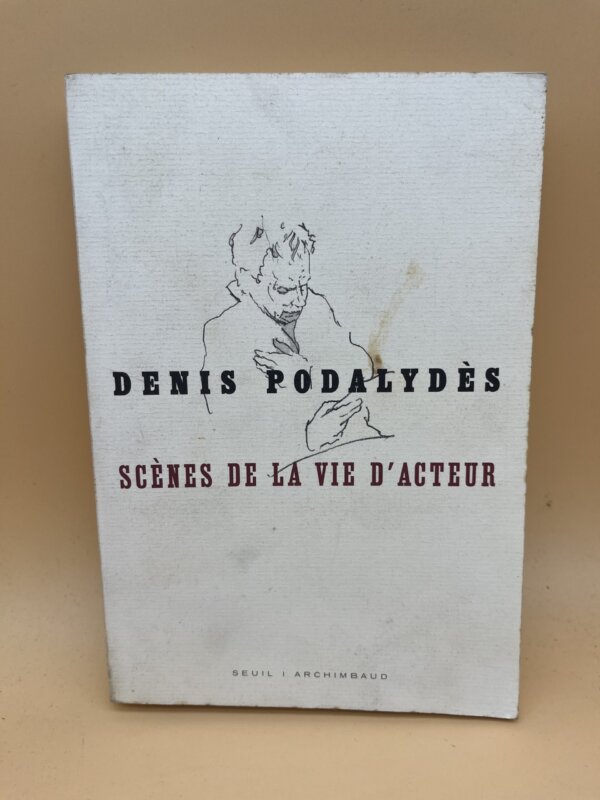 DENIS PODALYDÈS
SCÈNES DE LA VIE D'ACTEUR
SEUIL | ARCHIMBAUD